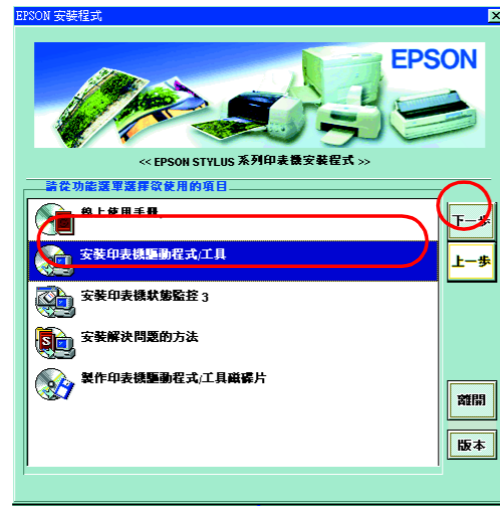 EPSON 安裝程式
EPSON
<< EPSON STYLUS 系列印表機安裝程式 >>
請從功能選單選擇欲使用的項目
線上使用手冊
安裝印表機驅動程式/工具
安裝印表機狀態監控 3
安裝解決問題的方法
製作印表機驅動程式/工具磁碟片
下一步
上一步
離開
版本